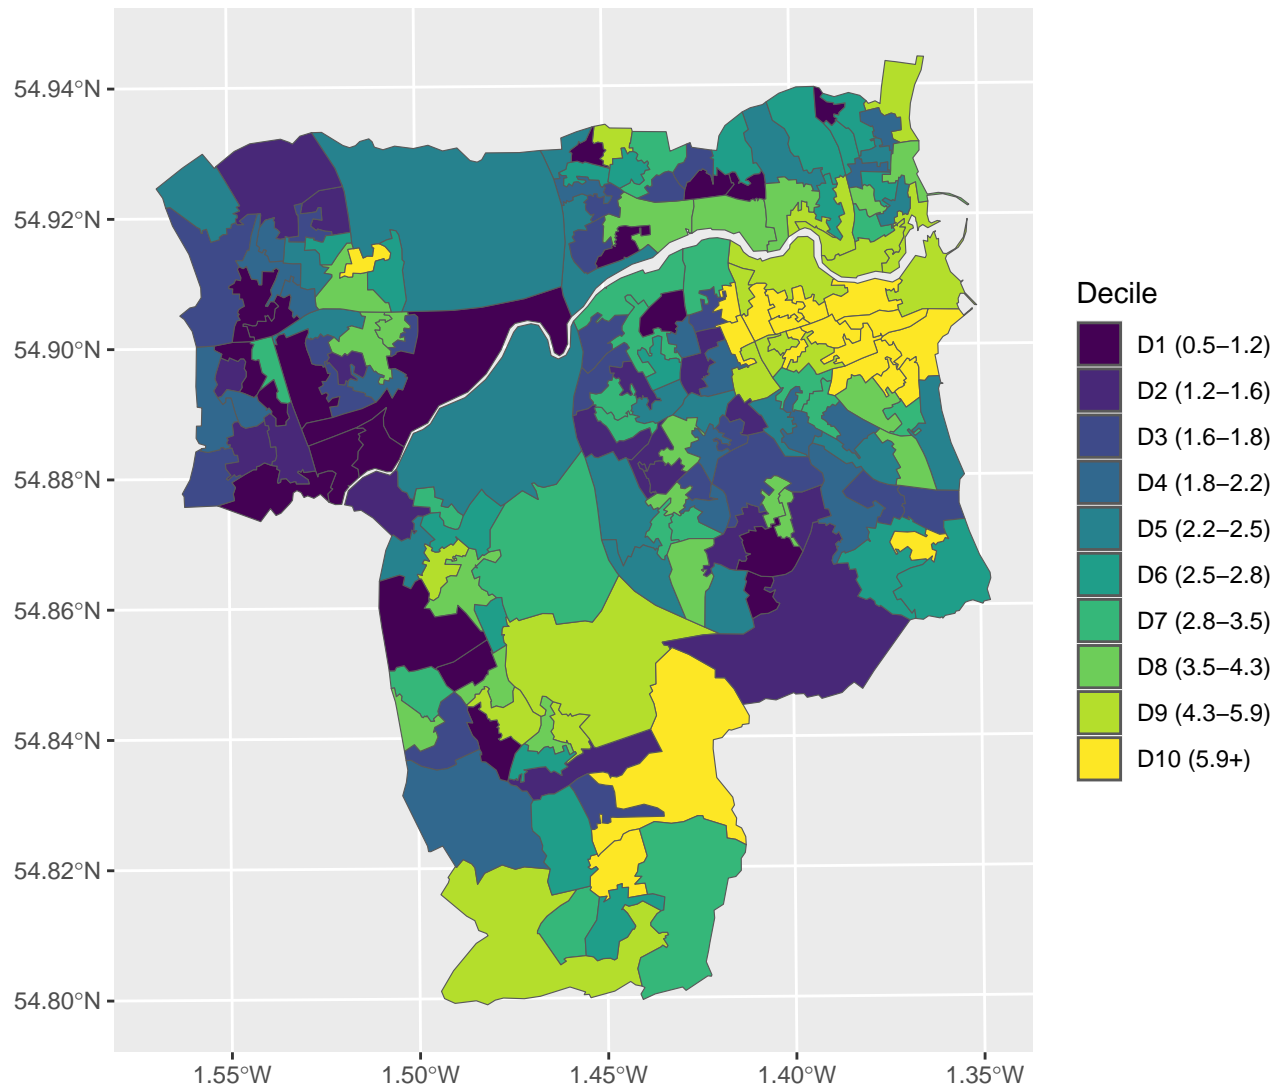 54.94°N
54.92°N
54.90°N
54.88°N
54.86°N
54.84°N
54.82°N
54.80°N
1.55°W
1.50°W
1.45°W
1.40°W
1.35°W
Decile
D1 (0.5–1.2)
D2 (1.2–1.6)
D3 (1.6–1.8)
D4 (1.8–2.2)
D5 (2.2–2.5)
D6 (2.5–2.8)
D7 (2.8–3.5)
D8 (3.5–4.3)
D9 (4.3–5.9)
D10 (5.9+)